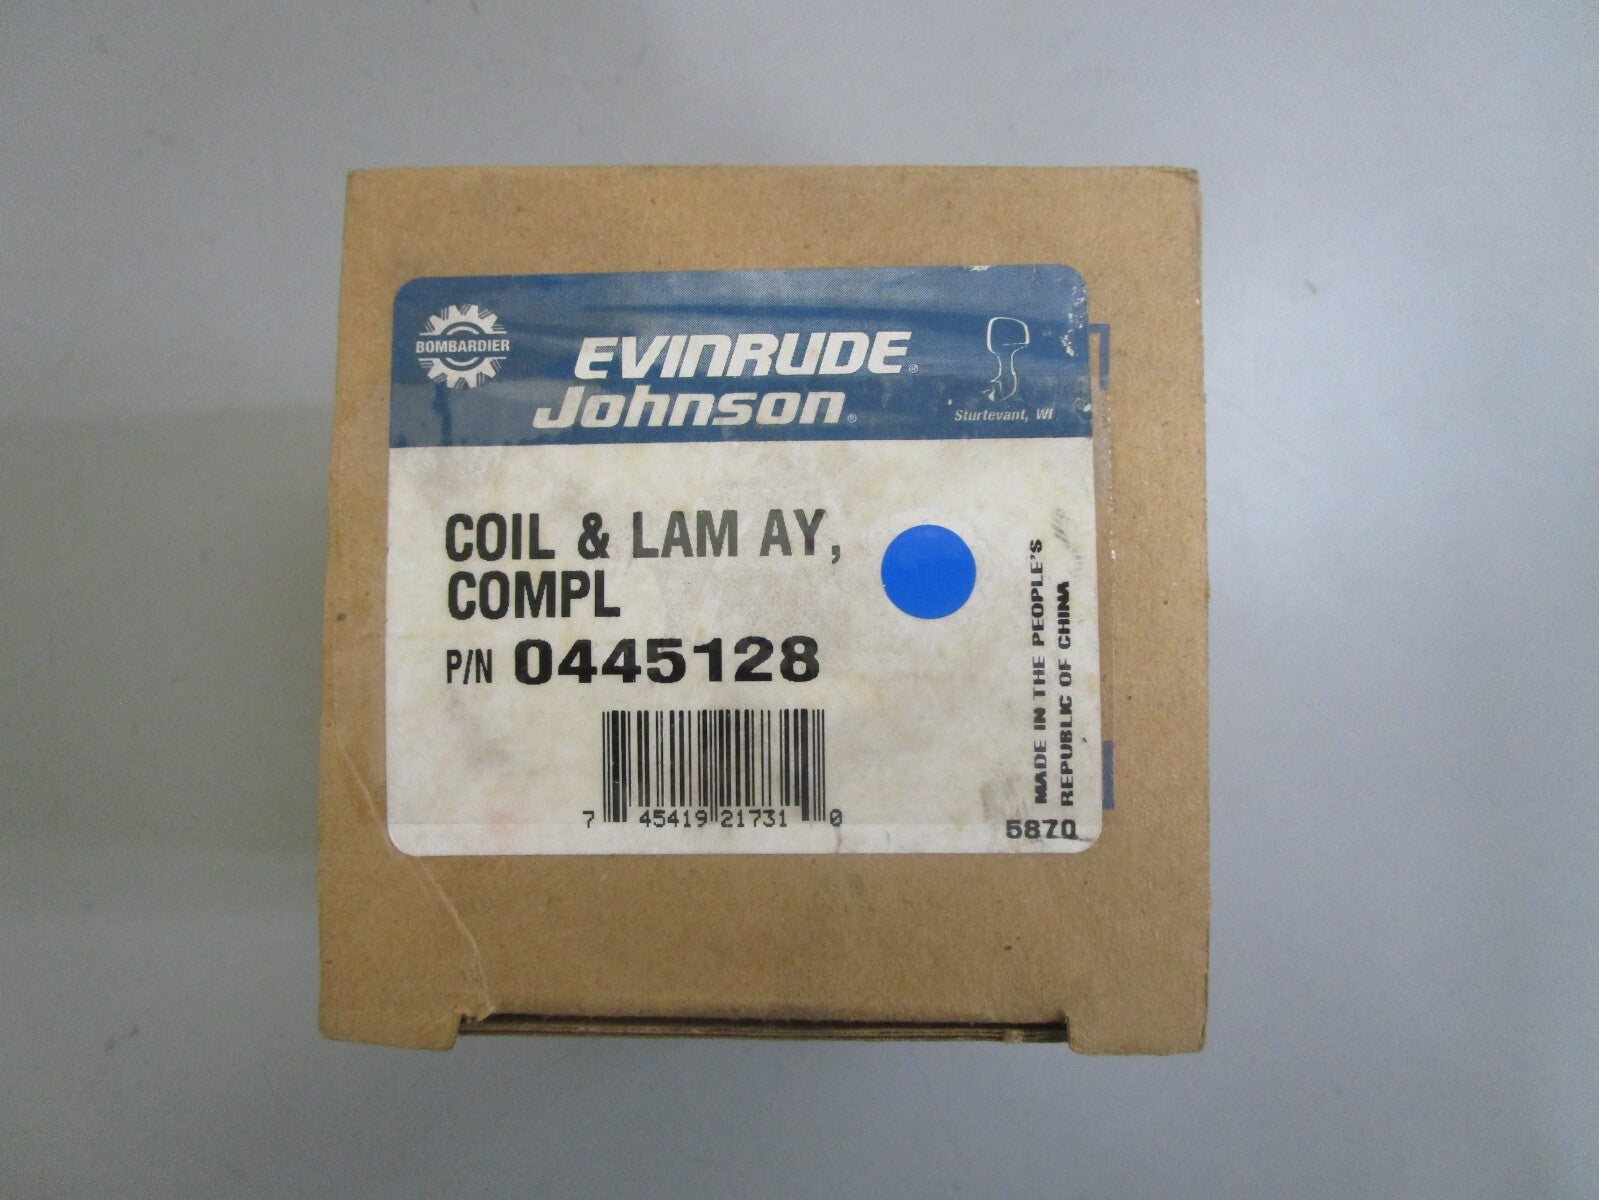 BOMBARDIER
EVINRUDE®
Johnson®
Sturtevant, WI
COIL & LAM AY,
COMPL
P/N 0445128
7 45419 21731 0
MADE IN THE PEOPLE'S
REPUBLIC OF CHINA
5870